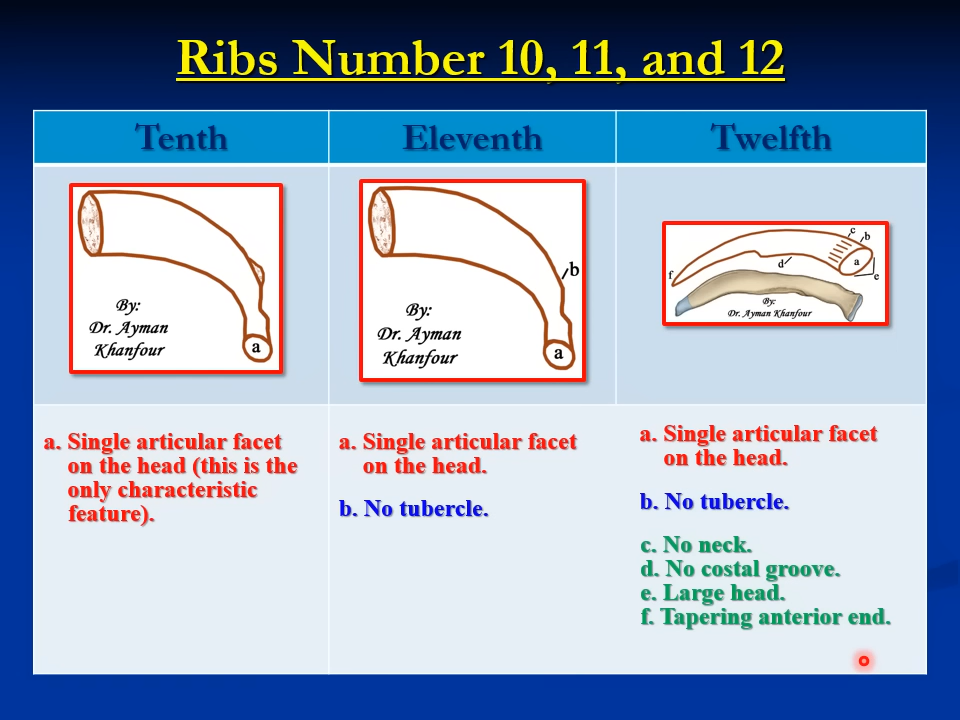 Ribs Number 10, 11, and 12
Tenth
Eleventh
Twelfth
By:
Dr. Ayman
Khanfour
a
b
By:
Dr. Ayman
Khanfour
a
c
b
a
d
e
f
By:
Dr. Ayman Khanfour
a. Single articular facet
on the head (this is the
only characteristic
feature).
a. Single articular facet
on the head.
b. No tubercle.
a. Single articular facet
on the head.
b. No tubercle.
c. No neck.
d. No costal groove.
e. Large head.
f. Tapering anterior end.